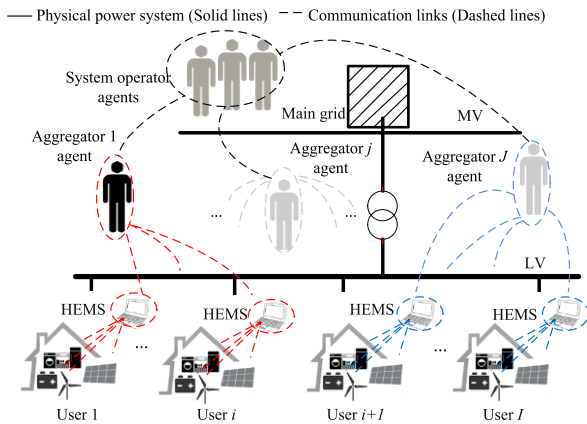 Physical power system (Solid lines)
Communication links (Dashed lines)
System operator
agents
Main grid
MV
Aggregator 1
agent
Aggregator j
agent
Aggregator J
agent
...
...
LV
HEMS
HEMS
HEMS
HEMS
...
...
User 1
User i
User i+1
User I